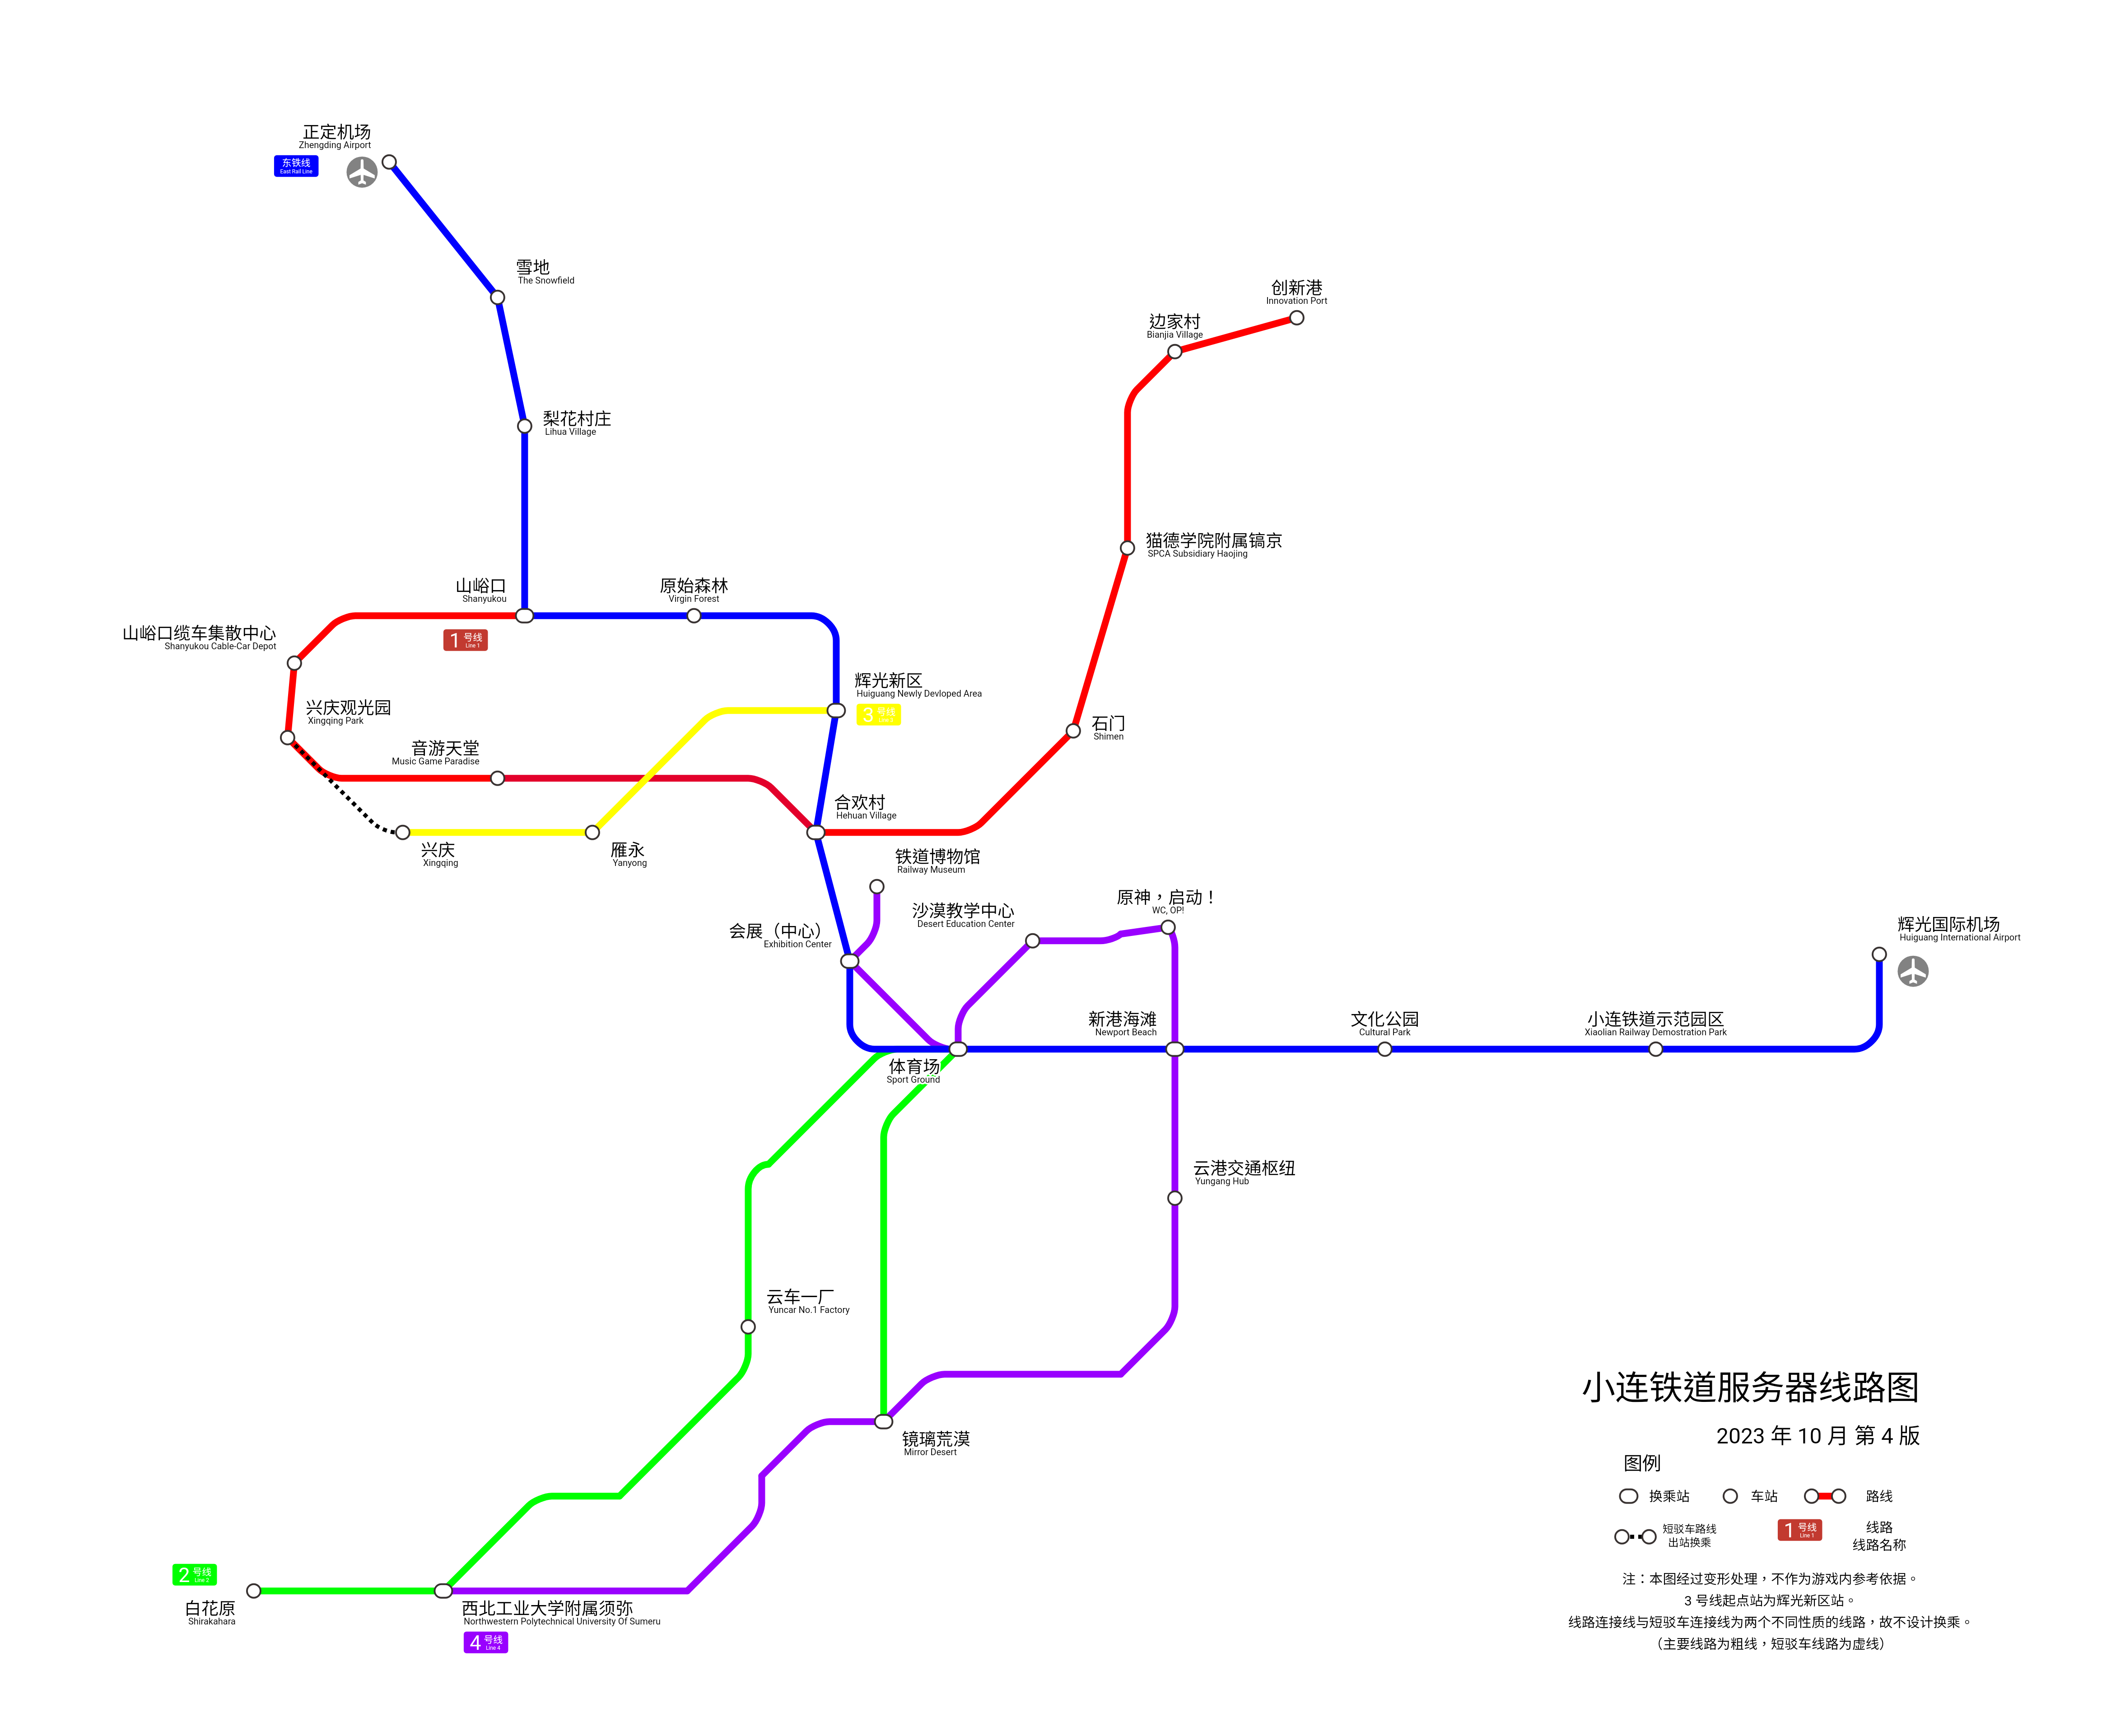 正定机场
Zhengding Airport
东铁线
East Rail Line
雪地
The Snowfield
创新港
Innovation Port
边家村
Bianjia Village
梨花村庄
Lihua Village
猫德学院附属镐京
SPCA Subsidiary Haojing
山峪口
Shanyukou
原始森林
Virgin Forest
1 号线
Line 1
山峪口缆车集散中心
Shanyukou Cable-Car Depot
辉光新区
Huiguang Newly Devloped Area
3 号线
Line 3
兴庆观光园
Xingqing Park
石门
Shimen
音游天堂
Music Game Paradise
合欢村
Hehuan Village
兴庆
Xingqing
雁永
Yanyong
铁道博物馆
Railway Museum
原神，启动！
WC, OP!
沙漠教学中心
Desert Education Center
会展（中心）
Exhibition Center
辉光国际机场
Huiguang International Airport
新港海滩
Newport Beach
文化公园
Cultural Park
小连铁道示范园区
Xiaolian Railway Demostration Park
体育场
Sport Ground
云港交通枢纽
Yungang Hub
云车一厂
Yuncar No.1 Factory
镜璃荒漠
Mirror Desert
2 号线
Line 2
白花原
Shirakahara
西北工业大学附属须弥
Northwestern Polytechnical University Of Sumeru
4 号线
Line 4
小连铁道服务器线路图
2023 年 10 月 第 4 版
图例
换乘站
车站
路线
短驳车路线
出站换乘
1 号线
Line 1
线路
线路名称
注：本图经过变形处理，不作为游戏内参考依据。
3 号线起点站为辉光新区站。
线路连接线与短驳车连接线为两个不同性质的线路，故不设计换乘。
（主要线路为粗线，短驳车线路为虚线）